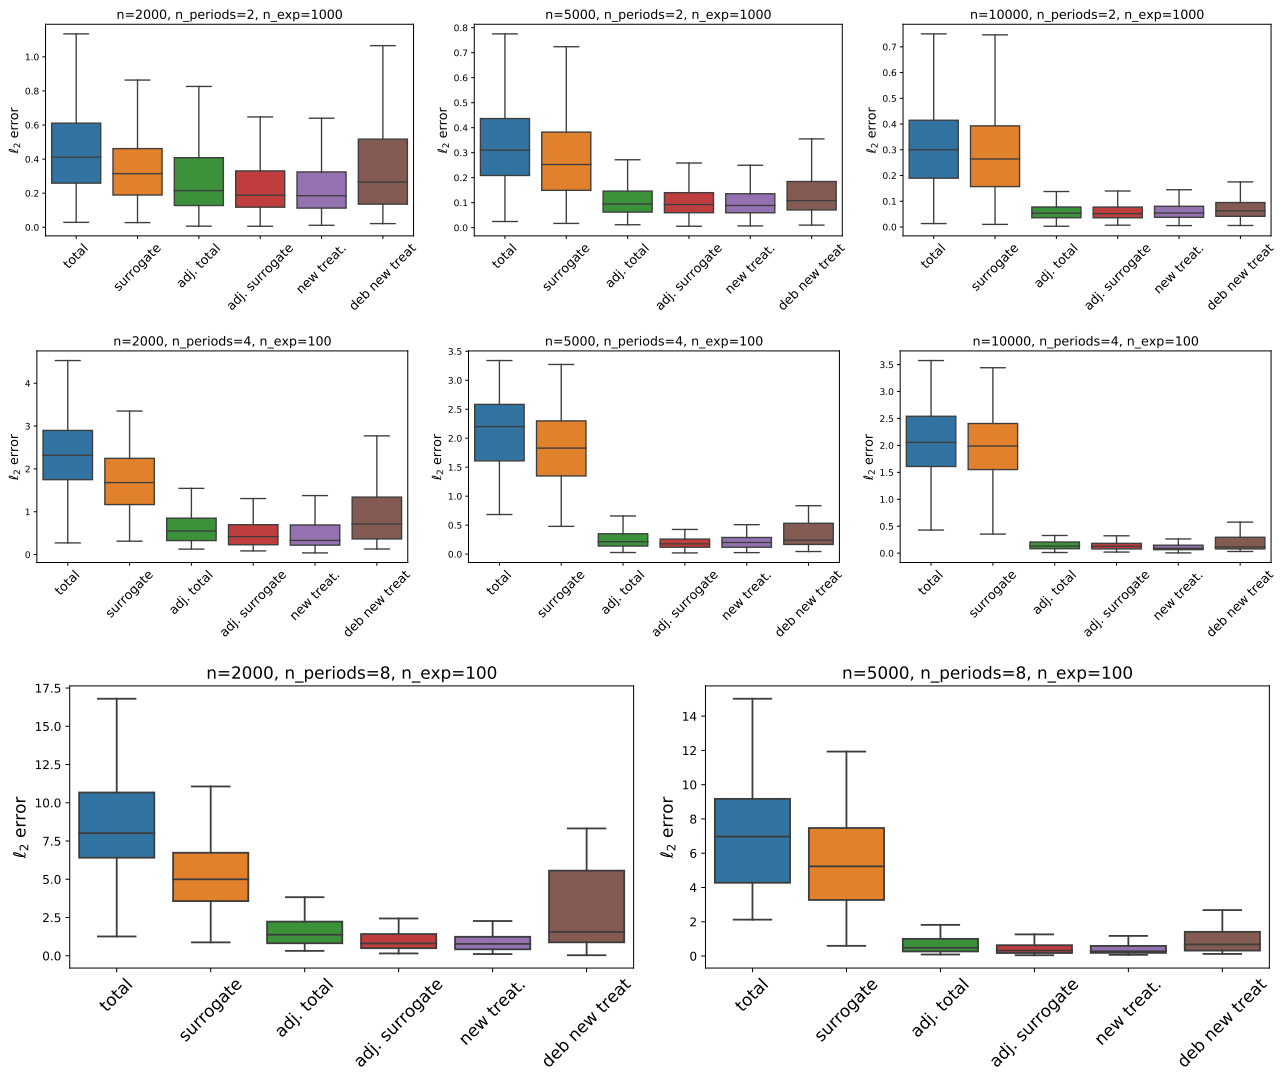 n=2000, n_periods=2, n_exp=1000
ℓ2 error
1.0
0.8
0.6
0.4
0.2
0.0
total
surrogate
adj. total
adj. surrogate
new treat.
deb new treat
n=5000, n_periods=2, n_exp=1000
ℓ2 error
0.8
0.7
0.6
0.5
0.4
0.3
0.2
0.1
0.0
total
surrogate
adj. total
adj. surrogate
new treat.
deb new treat
n=10000, n_periods=2, n_exp=1000
ℓ2 error
0.7
0.6
0.5
0.4
0.3
0.2
0.1
0.0
total
surrogate
adj. total
adj. surrogate
new treat.
deb new treat
n=2000, n_periods=4, n_exp=100
ℓ2 error
4
3
2
1
0
total
surrogate
adj. total
adj. surrogate
new treat.
deb new treat
n=5000, n_periods=4, n_exp=100
ℓ2 error
3.5
3.0
2.5
2.0
1.5
1.0
0.5
0.0
total
surrogate
adj. total
adj. surrogate
new treat.
deb new treat
n=10000, n_periods=4, n_exp=100
ℓ2 error
3.5
3.0
2.5
2.0
1.5
1.0
0.5
0.0
total
surrogate
adj. total
adj. surrogate
new treat.
deb new treat
n=2000, n_periods=8, n_exp=100
ℓ2 error
17.5
15.0
12.5
10.0
7.5
5.0
2.5
0.0
total
surrogate
adj. total
adj. surrogate
new treat.
deb new treat
n=5000, n_periods=8, n_exp=100
ℓ2 error
14
12
10
8
6
4
2
0
total
surrogate
adj. total
adj. surrogate
new treat.
deb new treat